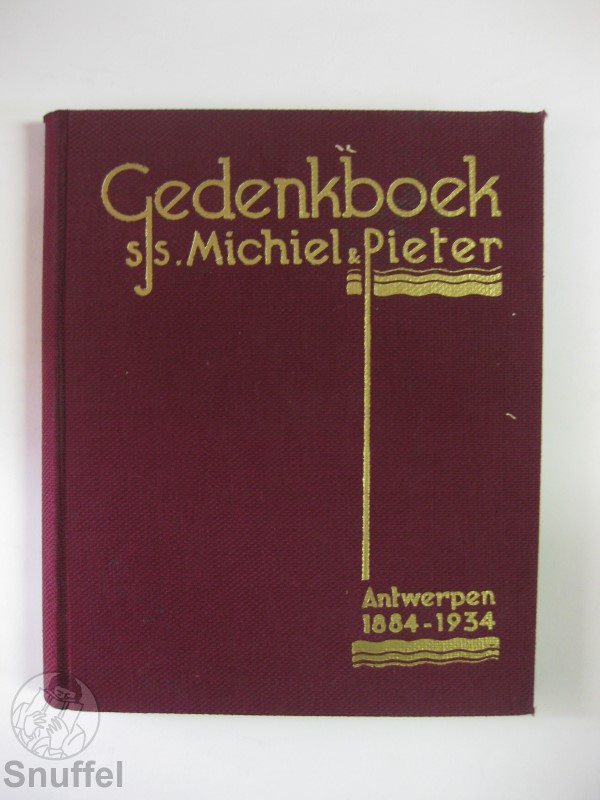 Gedenkboek
s/s. Michiel & Pieter
Antwerpen
1884-1934
Snuffel